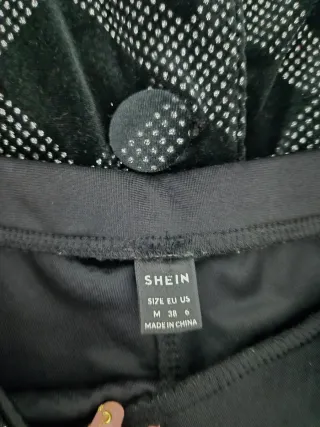 SHEIN
SIZE EU US
M 38 6
MADE IN CHINA